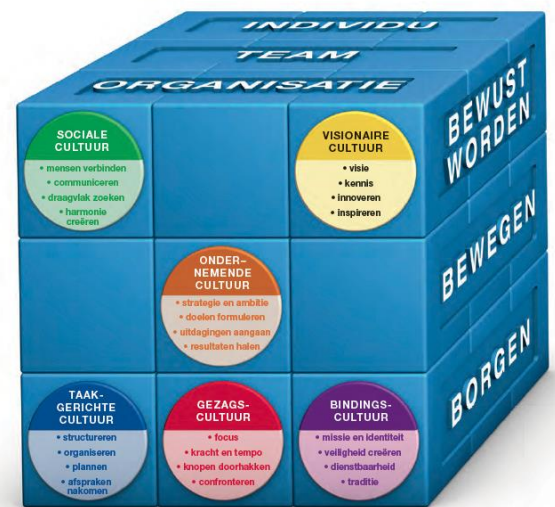 INDIVIDU
TEAM
ORGANISATIE
BEWUST
WORDEN
BEWEGEN
BORGEN
SOCIALE
CULTUUR
• mensen verbinden
• communiceren
• draagvlak zoeken
• harmonie
creëren
VISIONAIRE
CULTUUR
• visie
• kennis
• innoveren
• inspireren
ONDER–
NEMENDE
CULTUUR
• strategie en ambitie
• doelen formuleren
• uitdagingen aangaan
• resultaten halen
TAAK-
GERICHTE
CULTUUR
• structureren
• organiseren
• plannen
• afspraken
nakomen
GEZAGS-
CULTUUR
• focus
• kracht en tempo
• knopen doorhakken
• confronteren
BINDINGS-
CULTUUR
• missie en identiteit
• veiligheid creëren
• dienstbaarheid
• traditie